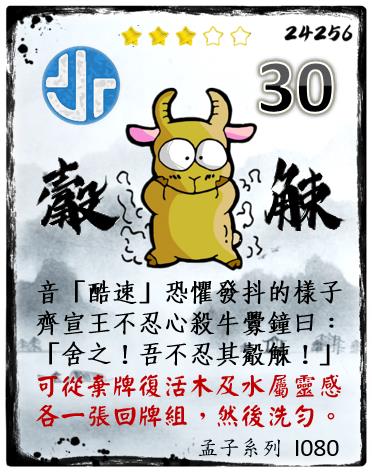 24256
30
觳 觫
音「酷速」恐懼發抖的樣子
齊宣王不忍心殺牛釁鐘曰：
「舍之！吾不忍其觳觫！」
可從棄牌復活木及水屬靈感
各一張回牌組，然後洗勻。
孟子系列 I080